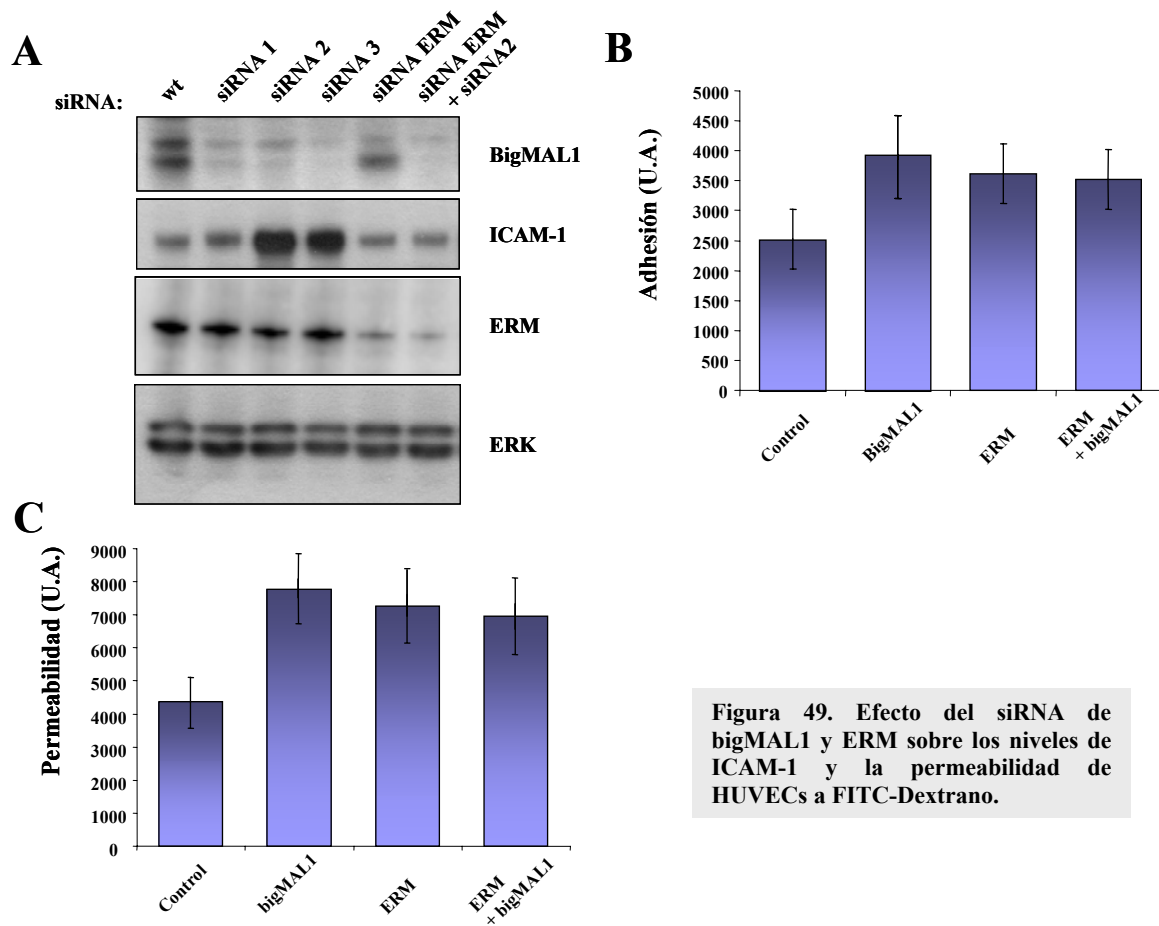 A
siRNA:
wt
siRNA 1
siRNA 2
siRNA 3
siRNA ERM
siRNA ERM
+ siRNA2
BigMAL1
ICAM-1
ERM
ERK
B
Adhesión (U.A.)
5000
4500
4000
3500
3000
2500
2000
1500
1000
500
0
Control
BigMAL1
ERM
ERM
+ bigMAL1
C
Permeabilidad (U.A.)
9000
8000
7000
6000
5000
4000
3000
2000
1000
0
Control
bigMAL1
ERM
ERM
+ bigMAL1
Figura 49. Efecto del siRNA de
bigMAL1 y ERM sobre los niveles de
ICAM-1 y la permeabilidad de
HUVECs a FITC-Dextrano.